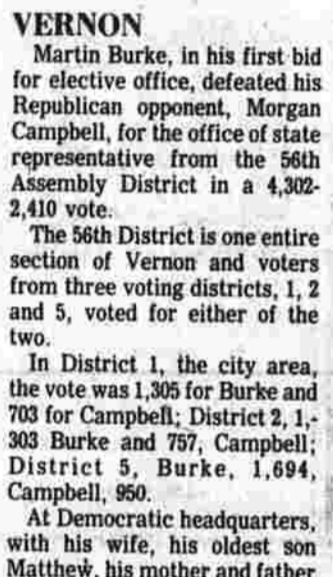 VERNON
Martin Burke, in his first bid
for elective office, defeated his
Republican opponent, Morgan
Campbell, for the office of state
representative from the 56th
Assembly District in a 4,302-
2,410 vote.
The 56th District is one entire
section of Vernon and voters
from three voting districts, 1, 2
and 5, voted for either of the
two.
In District 1, the city area,
the vote was 1,305 for Burke and
703 for Campbell; District 2, 1,-
303 Burke and 757, Campbell;
District 5, Burke, 1,694,
Campbell, 950.
At Democratic headquarters,
with his wife, his oldest son
Matthew, his mother and father